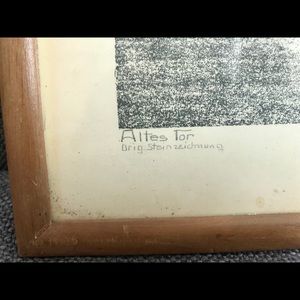 Altes Tor
Orig. Steinzeichnung